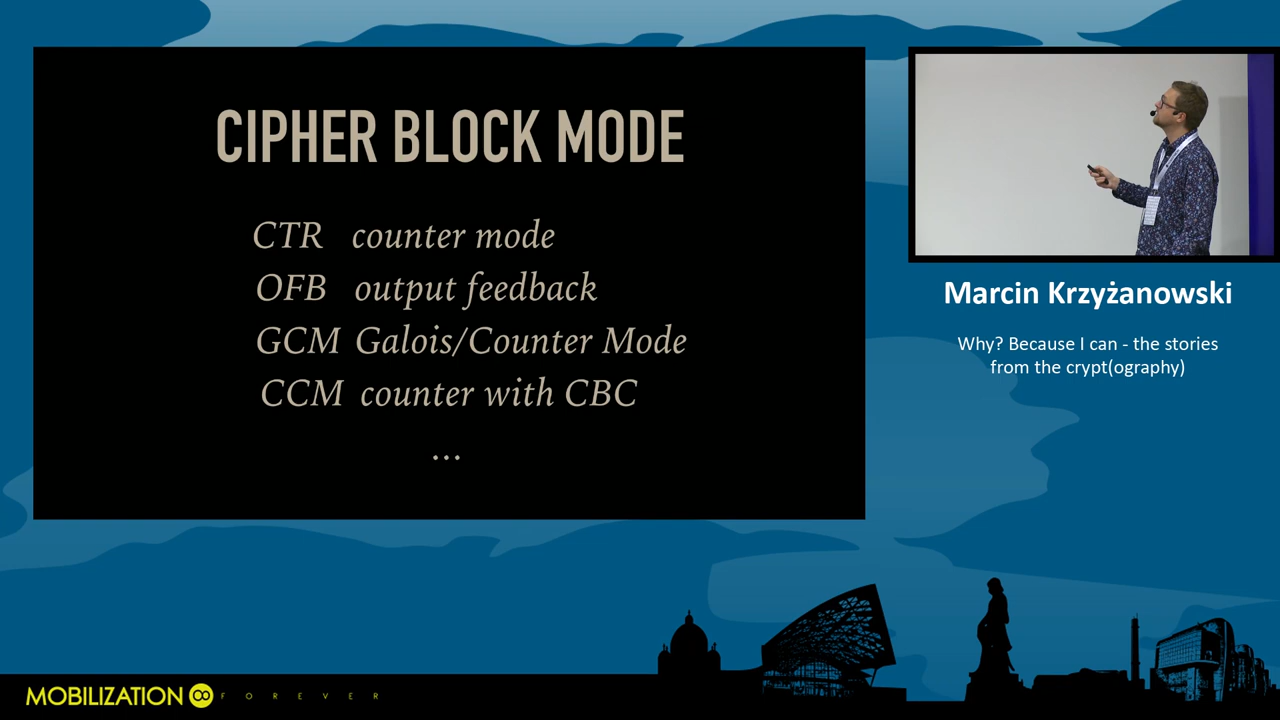 CIPHER BLOCK MODE
CTR counter mode
OFB output feedback
GCM Galois/Counter Mode
CCM counter with CBC
...
Marcin Krzyżanowski
Why? Because I can - the stories
from the crypt(ography)
MOBILIZATION FOREVER